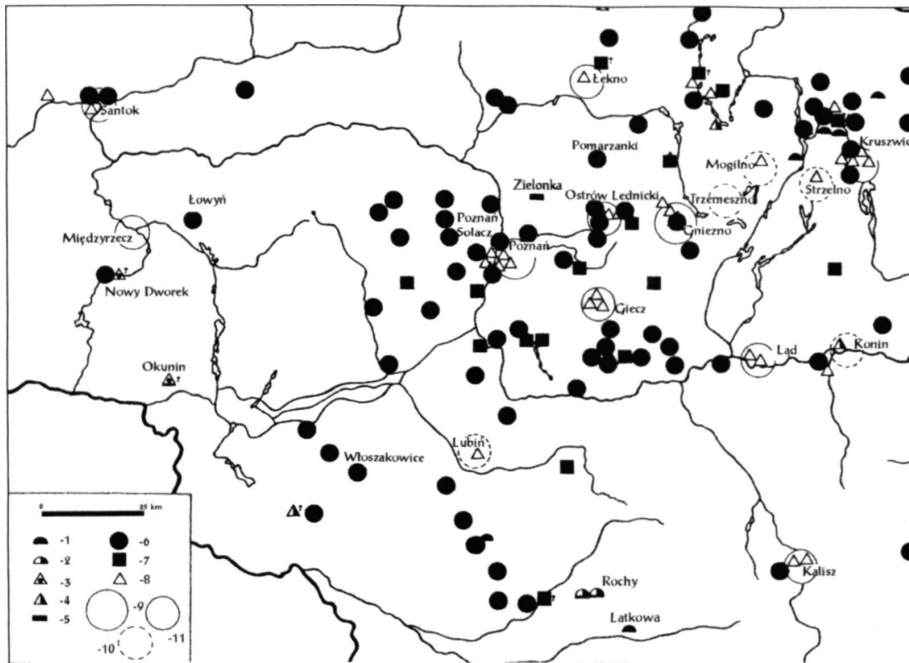 Łekno
Santok
Kruszwic
Pomarzanki
Mogilno
Zielonka
Strzelno
Ostrów Lednicki
Trzemeszno
Łowyń
Poznań
Sołacz
Gniezno
Międzyrzecz
Poznań
Nowy Dworek
?
Giecz
Ląd
Konin
Okunin
?
Lubiń
Włoszakowice
?
Rochy
?
Kalisz
Latkowa
0 25 km
-1 -6
-2 -7
-3 -8
-4 -9
-5
-10 -11